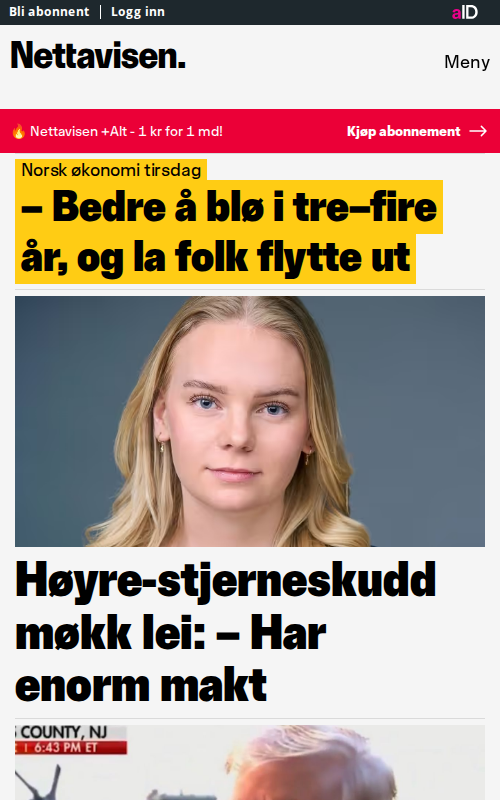 Bli abonnent | Logg inn
aID
Nettavisen.
Meny
🔥 Nettavisen +Alt - 1 kr for 1 md!
Kjøp abonnement →
Norsk økonomi tirsdag
– Bedre å blø i tre–fire
år, og la folk flytte ut
Høyre-stjerneskudd
møkk lei: – Har
enorm makt
COUNTY, NJ
6:43 PM ET